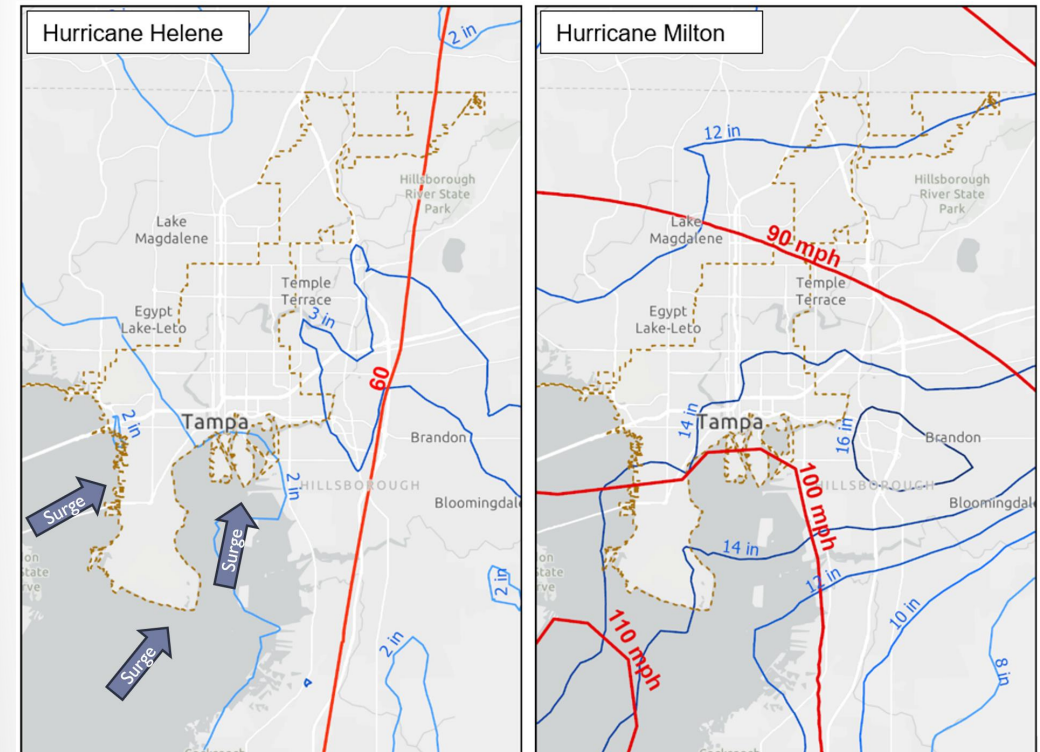 Hurricane Helene
2 in
Hillsborough
River State
Park
Lake
Magdalene
Temple
Terrace
Egypt
Lake-Leto
3 in
60
2 in
Tampa
Brandon
2 in
HILLSBOROUGH
Bloomingdale
Surge
Surge
2 in
Surge
2 in
Hurricane Milton
12 in
Hillsborough
River State
Park
Lake
Magdalene
90 mph
Temple
Terrace
Egypt
Lake-Leto
14 in
Tampa
16 in
Brandon
HILLSBOROUGH
100 mph
Bloomingdal
14 in
12 in
10 in
110 mph
8 in